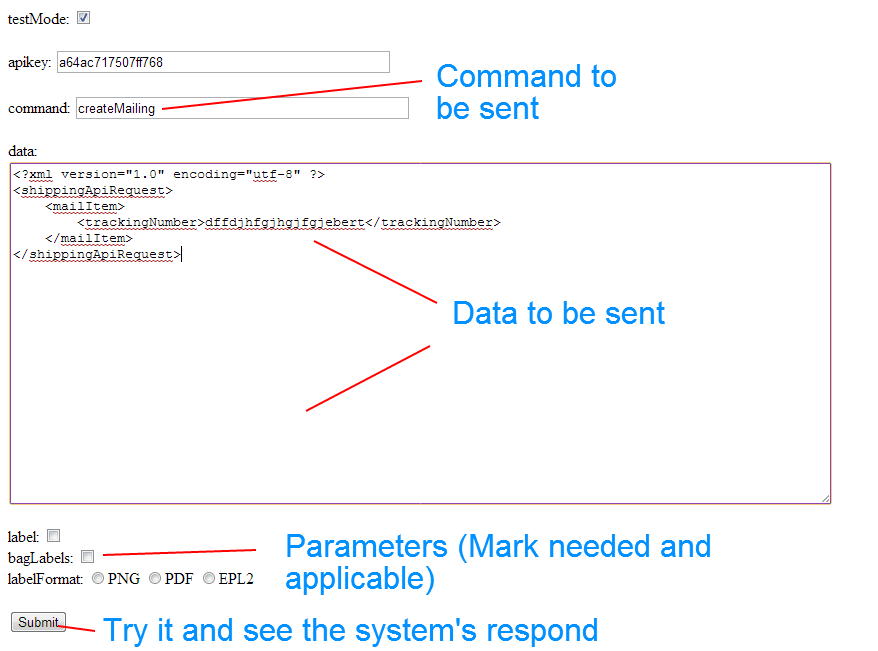 testMode:
apikey: a64ac717507ff768
Command to
be sent
command: createMailing
data:
<?xml version="1.0" encoding="utf-8" ?>
<shippingApiRequest>
<mailItem>
<trackingNumber>dffdjhfgjhgjfgjebert</trackingNumber>
</mailItem>
</shippingApiRequest>
Data to be sent
label:
bagLabels:
labelFormat: PNG PDF EPL2
Parameters (Mark needed and
applicable)
Submit
Try it and see the system's respond